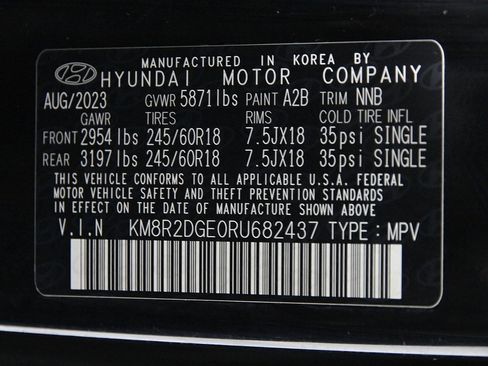 MANUFACTURED IN KOREA BY
HYUNDAI MOTOR COMPANY
AUG/2023 GVWR 5871lbs PAINT A2B TRIM NNB
GAWR TIRES RIMS COLD TIRE INFL
FRONT 2954lbs 245/60R18 7.5JX18 35psi SINGLE
REAR 3197lbs 245/60R18 7.5JX18 35psi SINGLE
THIS VEHICLE CONFORMS TO ALL APPLICABLE U.S.A. FEDERAL
MOTOR VEHICLE SAFETY AND THEFT PREVENTION STANDARDS
IN EFFECT ON THE DATE OF MANUFACTURE SHOWN ABOVE.
V.I.N KM8R2DGE0RU682437 TYPE: MPV